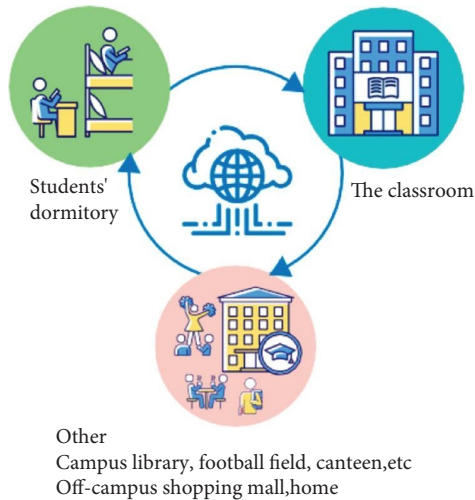 Students'
dormitory
The classroom
Other
Campus library, football field, canteen,etc
Off-campus shopping mall,home